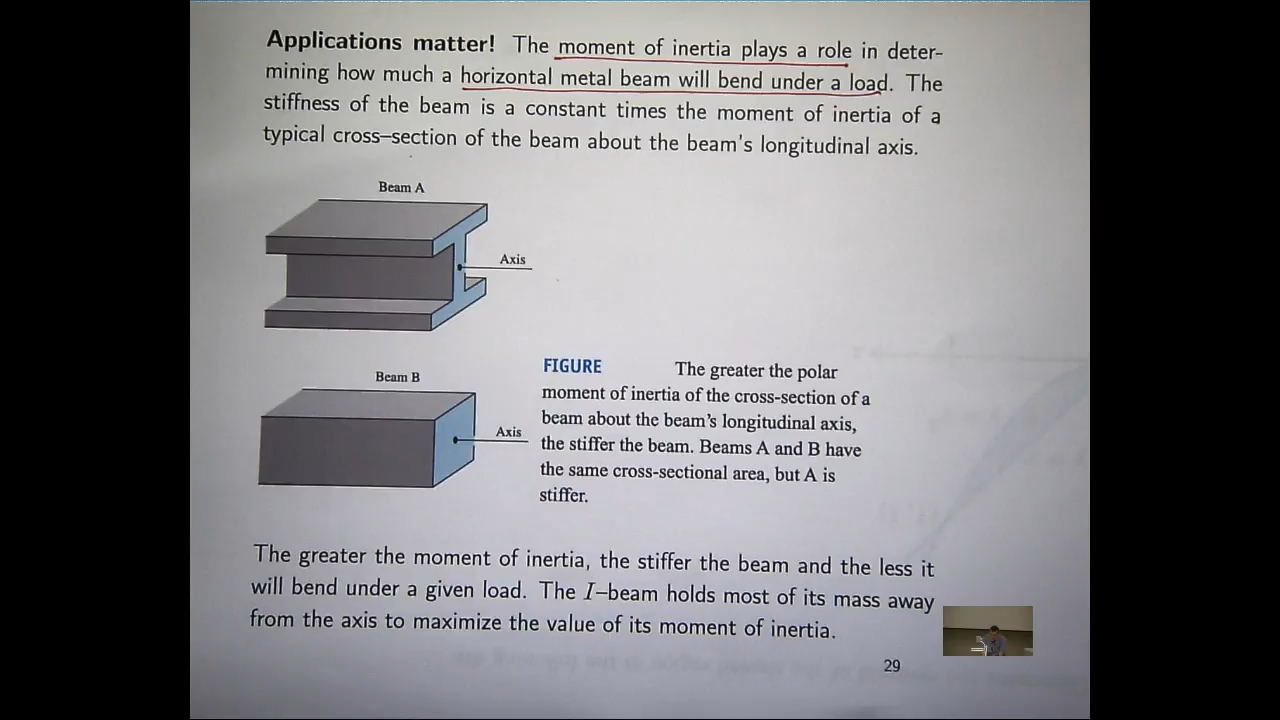 Applications matter! The moment of inertia plays a role in deter-
mining how much a horizontal metal beam will bend under a load. The
stiffness of the beam is a constant times the moment of inertia of a
typical cross–section of the beam about the beam's longitudinal axis.
Beam A
Axis
Beam B
Axis
FIGURE The greater the polar
moment of inertia of the cross-section of a
beam about the beam's longitudinal axis,
the stiffer the beam. Beams A and B have
the same cross-sectional area, but A is
stiffer.
The greater the moment of inertia, the stiffer the beam and the less it
will bend under a given load. The I–beam holds most of its mass away
from the axis to maximize the value of its moment of inertia.
29